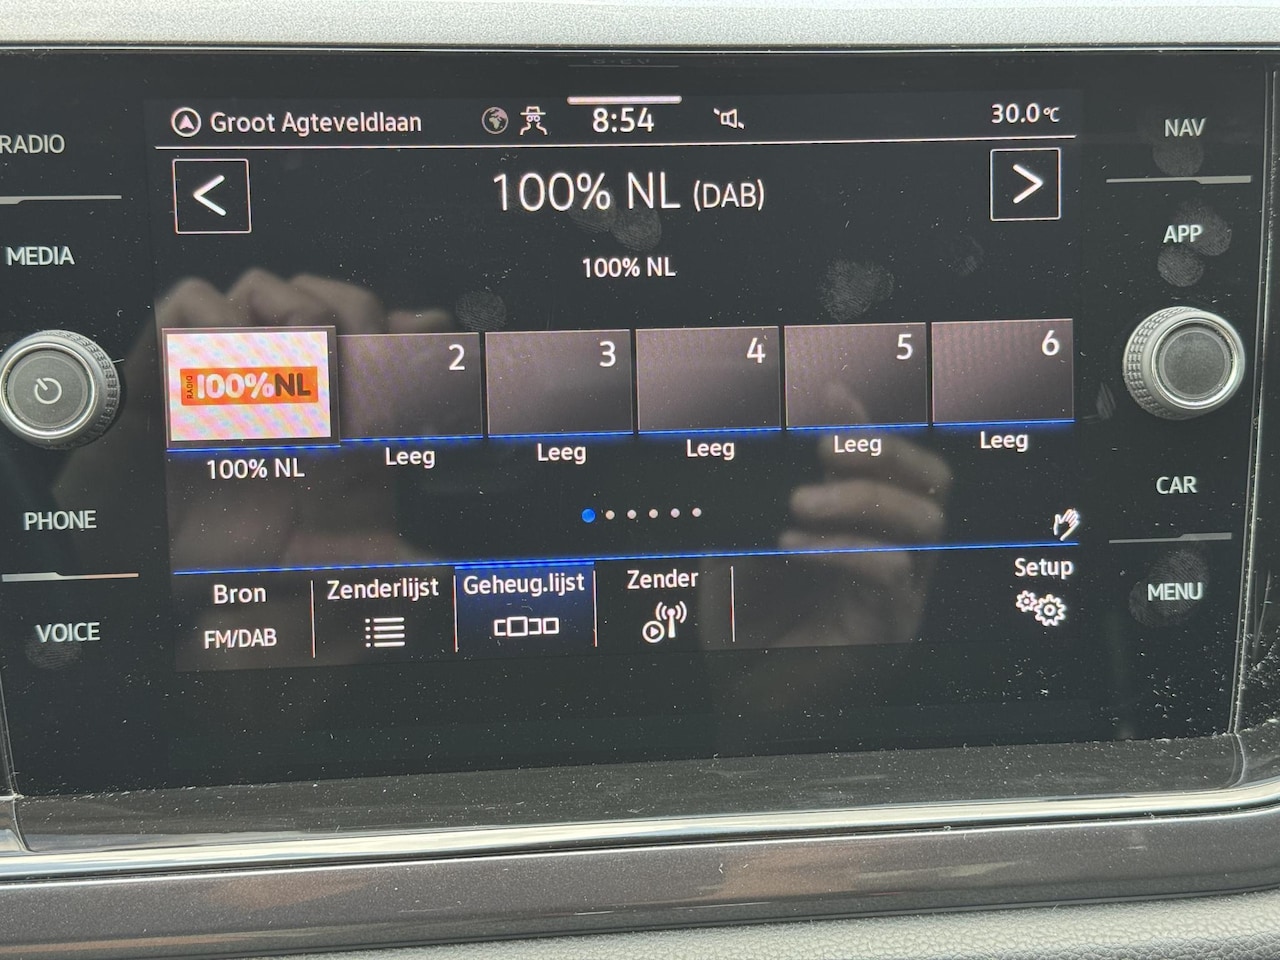 RADIO
MEDIA
PHONE
VOICE
Groot Agteveldlaan
8:54
30.0°C
<
100% NL (DAB)
>
100% NL
RADIO 100%NL
2
3
4
5
6
100% NL
Leeg
Leeg
Leeg
Leeg
Leeg
Bron
FM/DAB
Zenderlijst
Geheug.lijst
Zender
Setup
NAV
APP
CAR
MENU